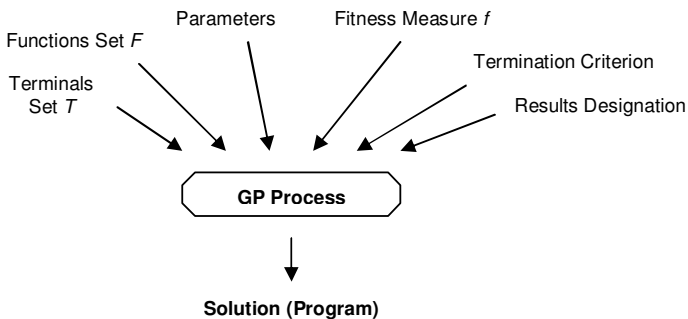 Parameters
Fitness Measure f
Functions Set F
Termination Criterion
Terminals
Set T
Results Designation
GP Process
Solution (Program)